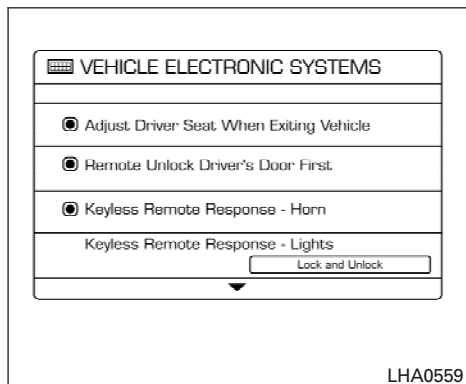 VEHICLE ELECTRONIC SYSTEMS
Adjust Driver Seat When Exiting Vehicle
Remote Unlock Driver's Door First
Keyless Remote Response - Horn
Keyless Remote Response - Lights
Lock and Unlock
LHA0559